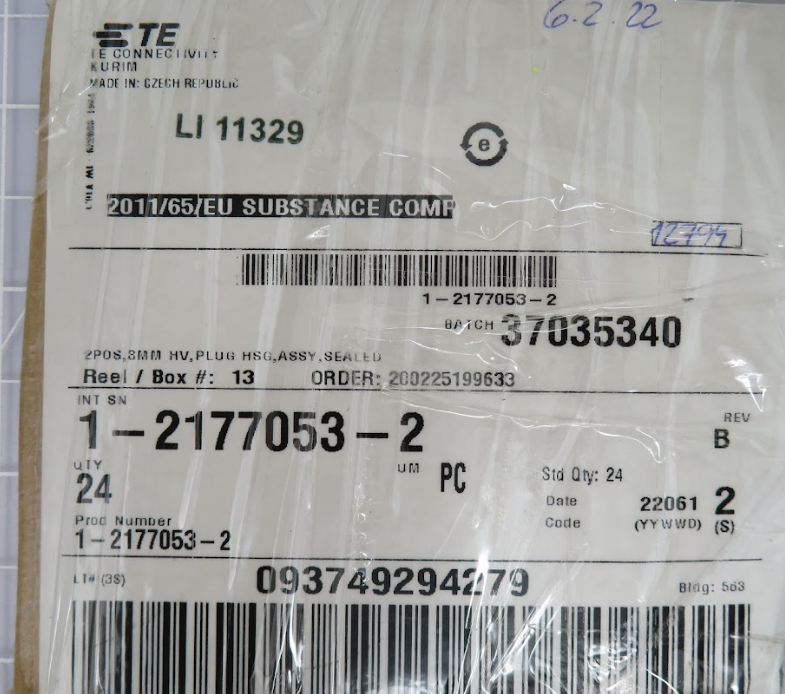 6.2.22
TE
TE CONNECTIVITY
KURIM
MADE IN: CZECH REPUBLIC
LI 11329
e
2011/65/EU SUBSTANCE COMP
12794
1-2177053-2
BATCH 37035340
2POS,8MM HV,PLUG HSG,ASSY,SEALED
Reel / Box #: 13 ORDER: 200225199633
INT SN
1-2177053-2
REV
B
QTY
24
UM PC
Std Qty: 24
Date Code 22061 2
(YYWWD) (S)
Prod Number
1-2177053-2
LT# (3S) 093749294279 Bldg: 563